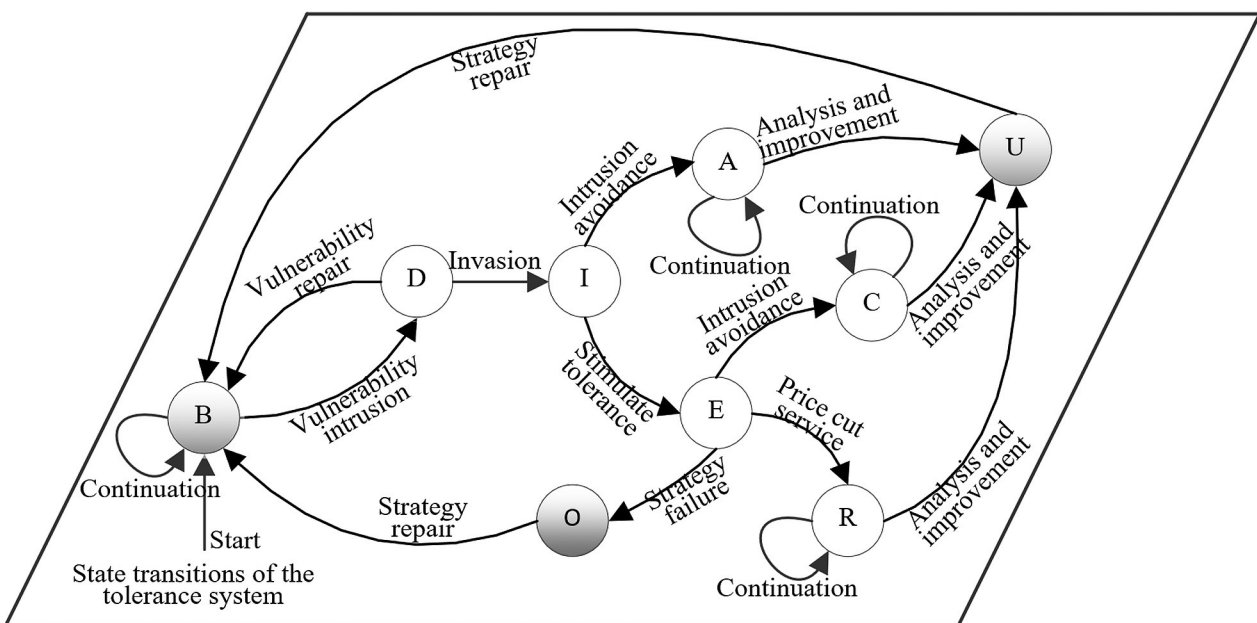 Strategy
repair
Analysis and
improvement
U
A
Intrusion
avoidance
Continuation
Continuation
Vulnerability
repair
D
Invasion
I
C
Analysis and
improvement
Intrusion
avoidance
Stimulate
tolerance
Vulnerability
intrusion
B
Continuation
E
Price cut
service
Strategy
failure
Analysis and
improvement
Strategy
repair
O
R
Continuation
Start
State transitions of the
tolerance system